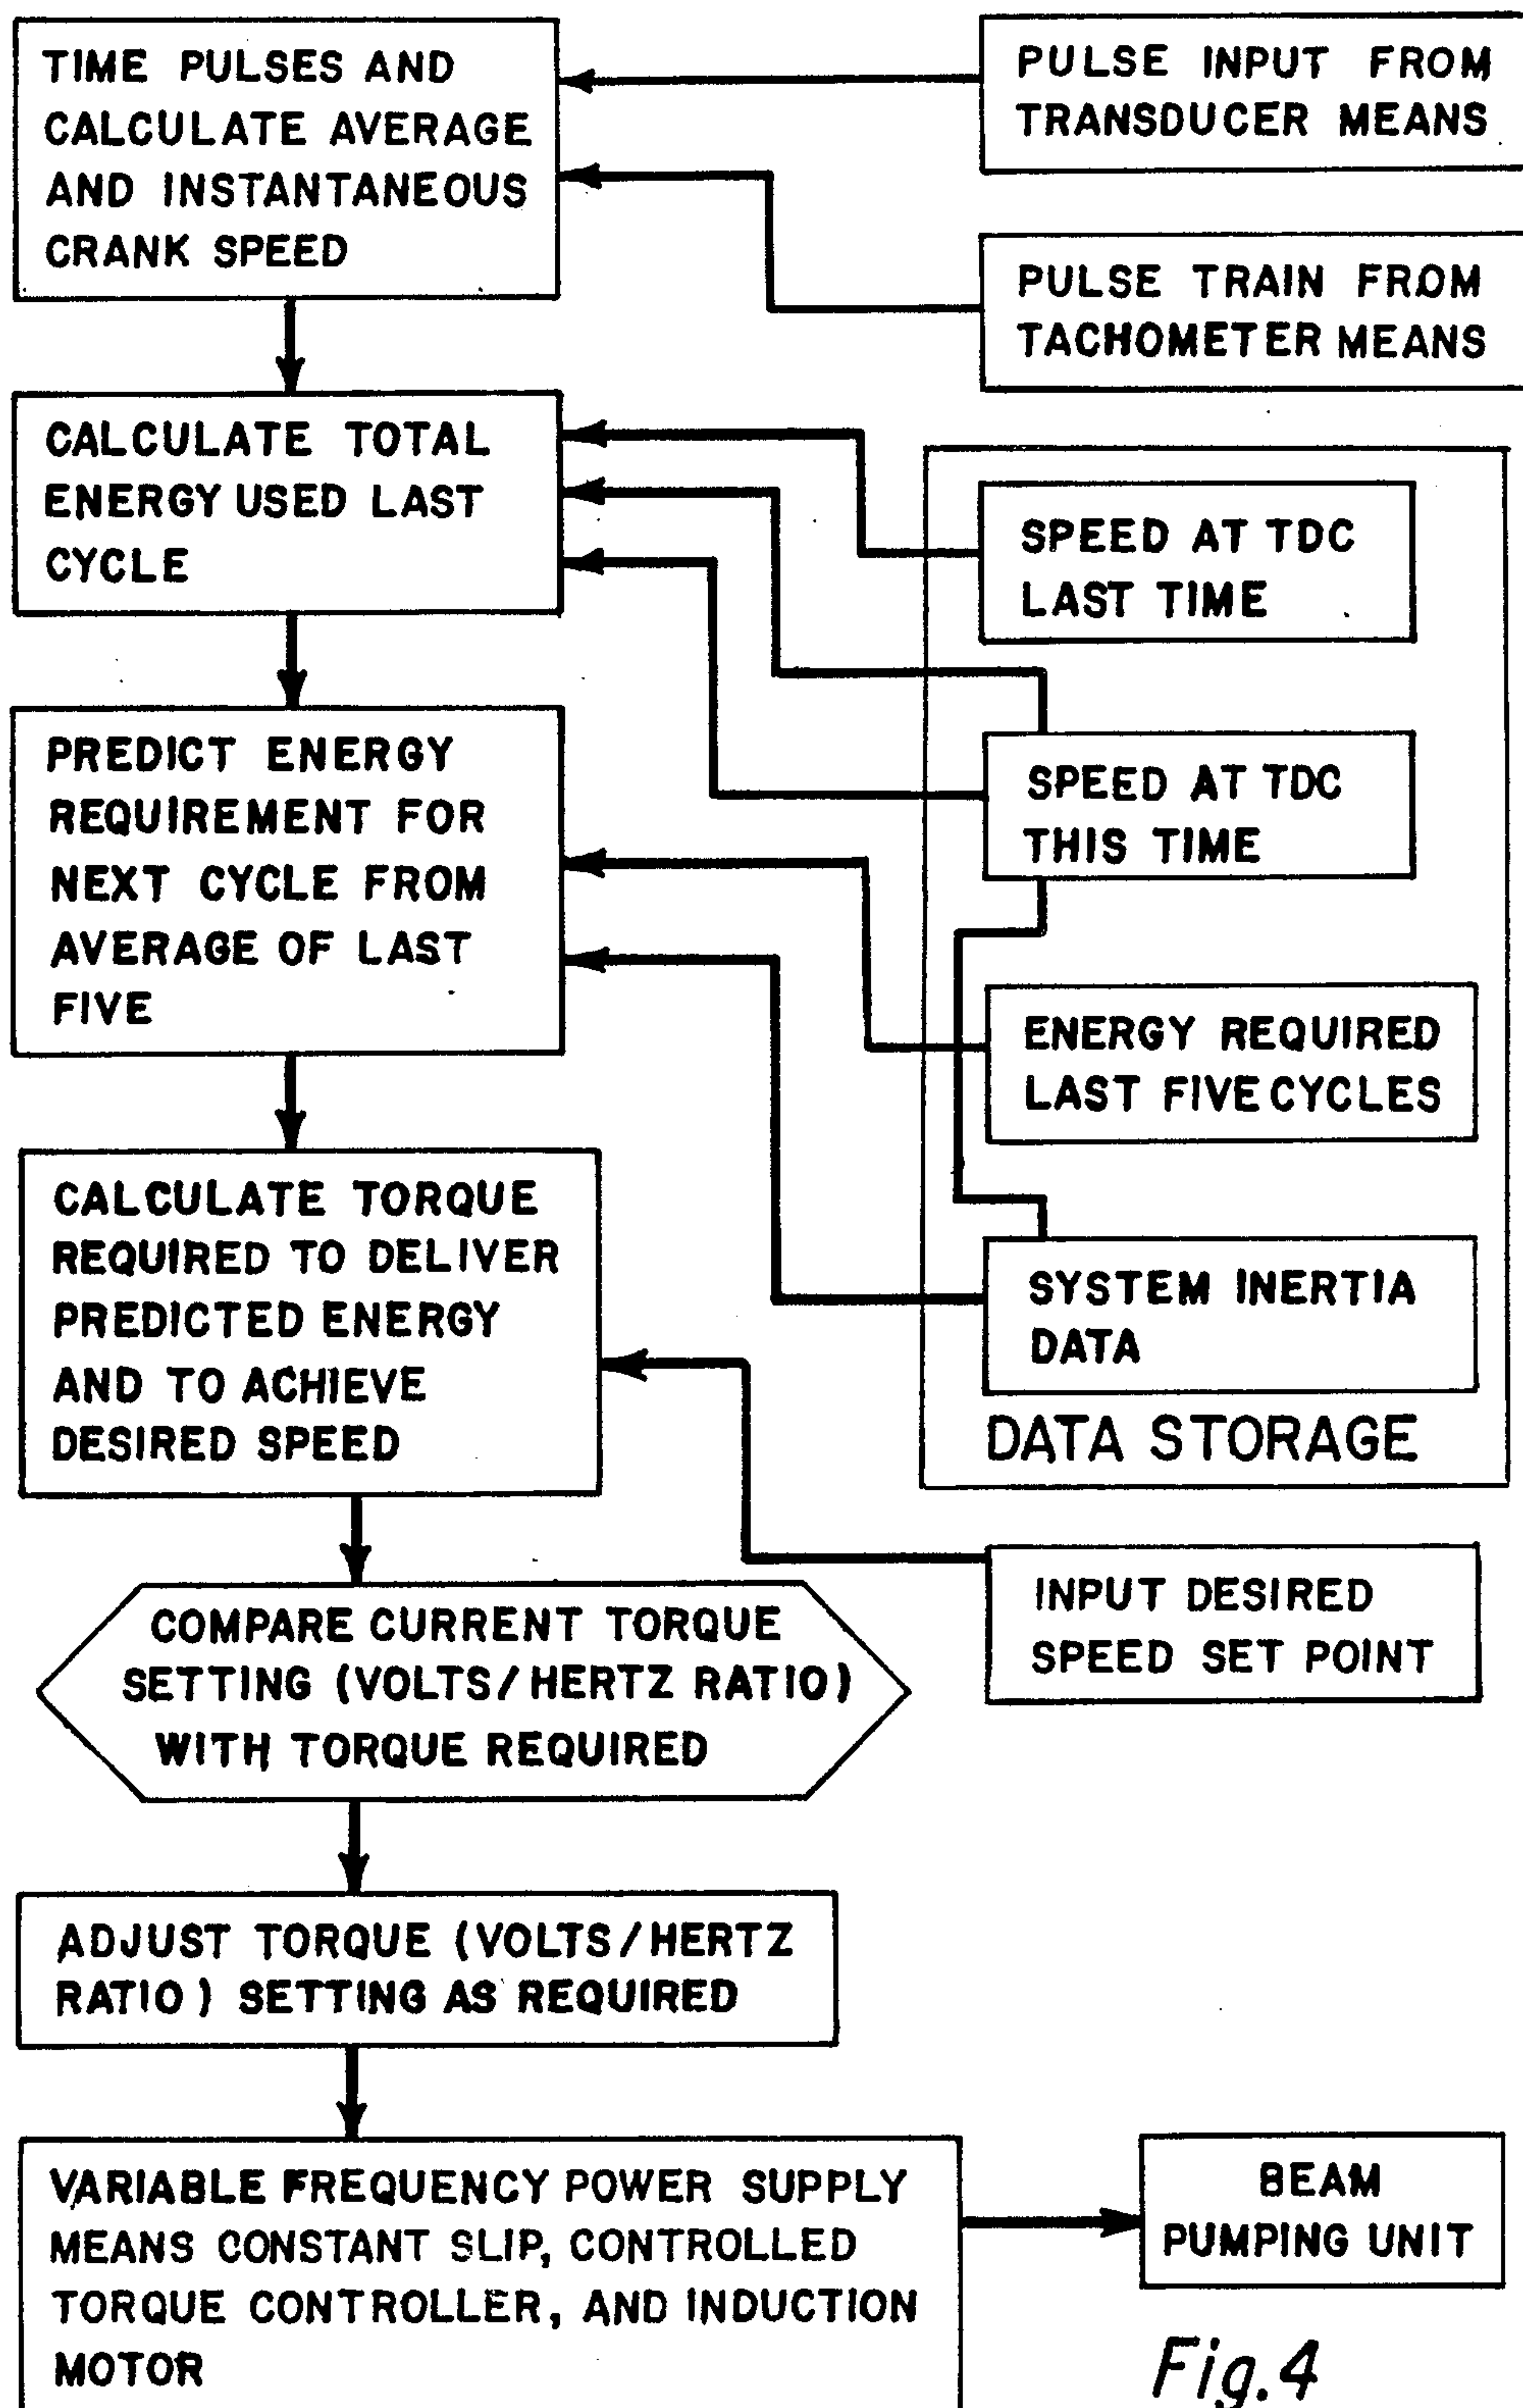 TIME PULSES AND
CALCULATE AVERAGE
AND INSTANTANEOUS
CRANK SPEED
PULSE INPUT FROM
TRANSDUCER MEANS
PULSE TRAIN FROM
TACHOMETER MEANS
CALCULATE TOTAL
ENERGY USED LAST
CYCLE
SPEED AT TDC
LAST TIME
PREDICT ENERGY
REQUIREMENT FOR
NEXT CYCLE FROM
AVERAGE OF LAST
FIVE
SPEED AT TDC
THIS TIME
ENERGY REQUIRED
LAST FIVE CYCLES
CALCULATE TORQUE
REQUIRED TO DELIVER
PREDICTED ENERGY
AND TO ACHIEVE
DESIRED SPEED
SYSTEM INERTIA
DATA
DATA STORAGE
INPUT DESIRED
SPEED SET POINT
COMPARE CURRENT TORQUE
SETTING (VOLTS/HERTZ RATIO)
WITH TORQUE REQUIRED
ADJUST TORQUE (VOLTS/HERTZ
RATIO) SETTING AS REQUIRED
VARIABLE FREQUENCY POWER SUPPLY
MEANS CONSTANT SLIP, CONTROLLED
TORQUE CONTROLLER, AND INDUCTION
MOTOR
BEAM
PUMPING UNIT
Fig.4